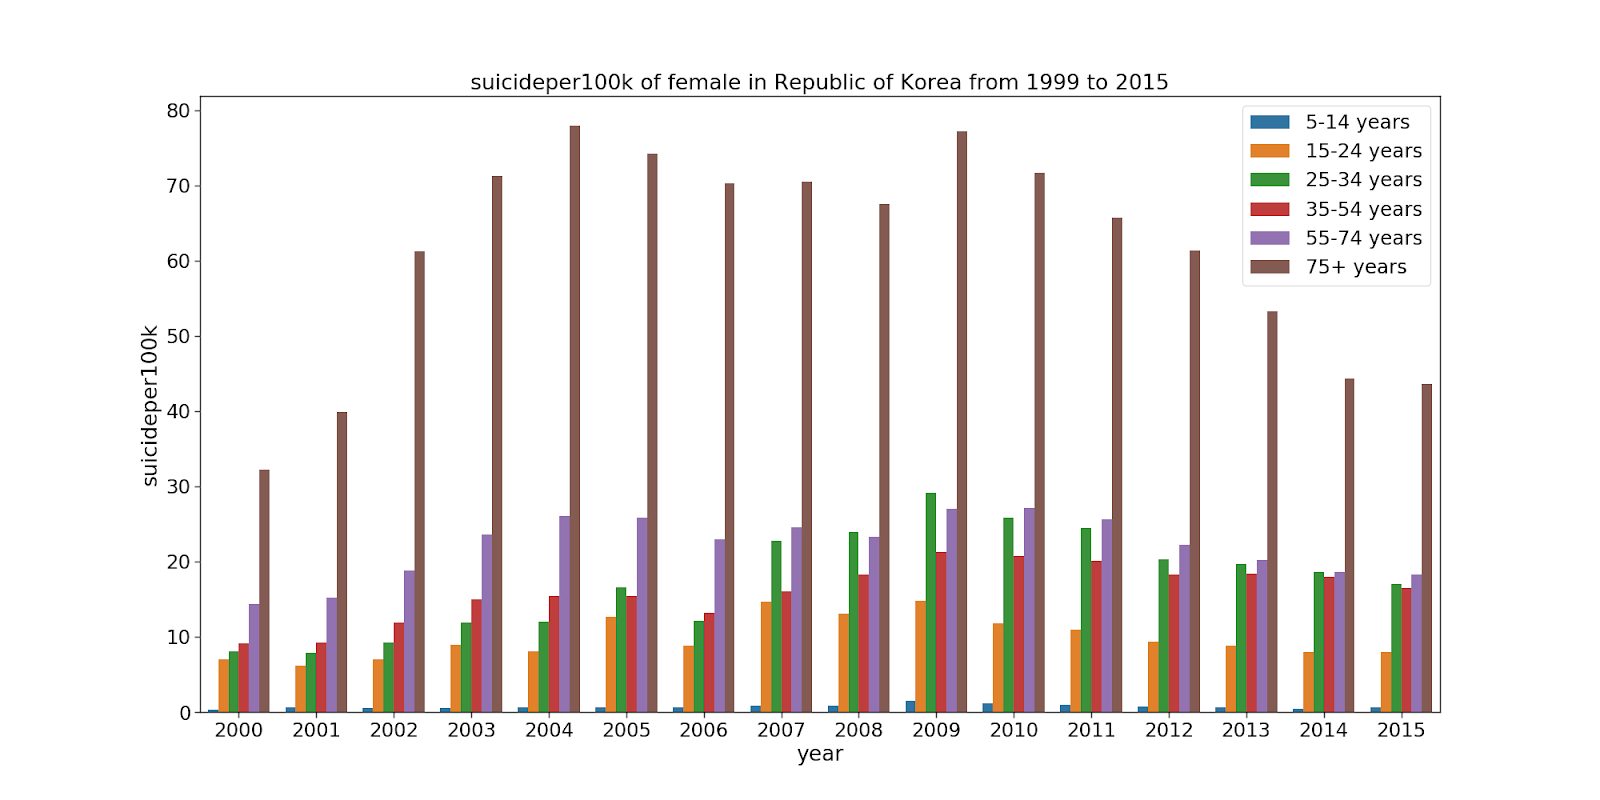 suicideper100k of female in Republic of Korea from 1999 to 2015
80
70
60
50
40
30
20
10
0
suicideper100k
5-14 years
15-24 years
25-34 years
35-54 years
55-74 years
75+ years
2000 2001 2002 2003 2004 2005 2006 2007 2008 2009 2010 2011 2012 2013 2014 2015
year